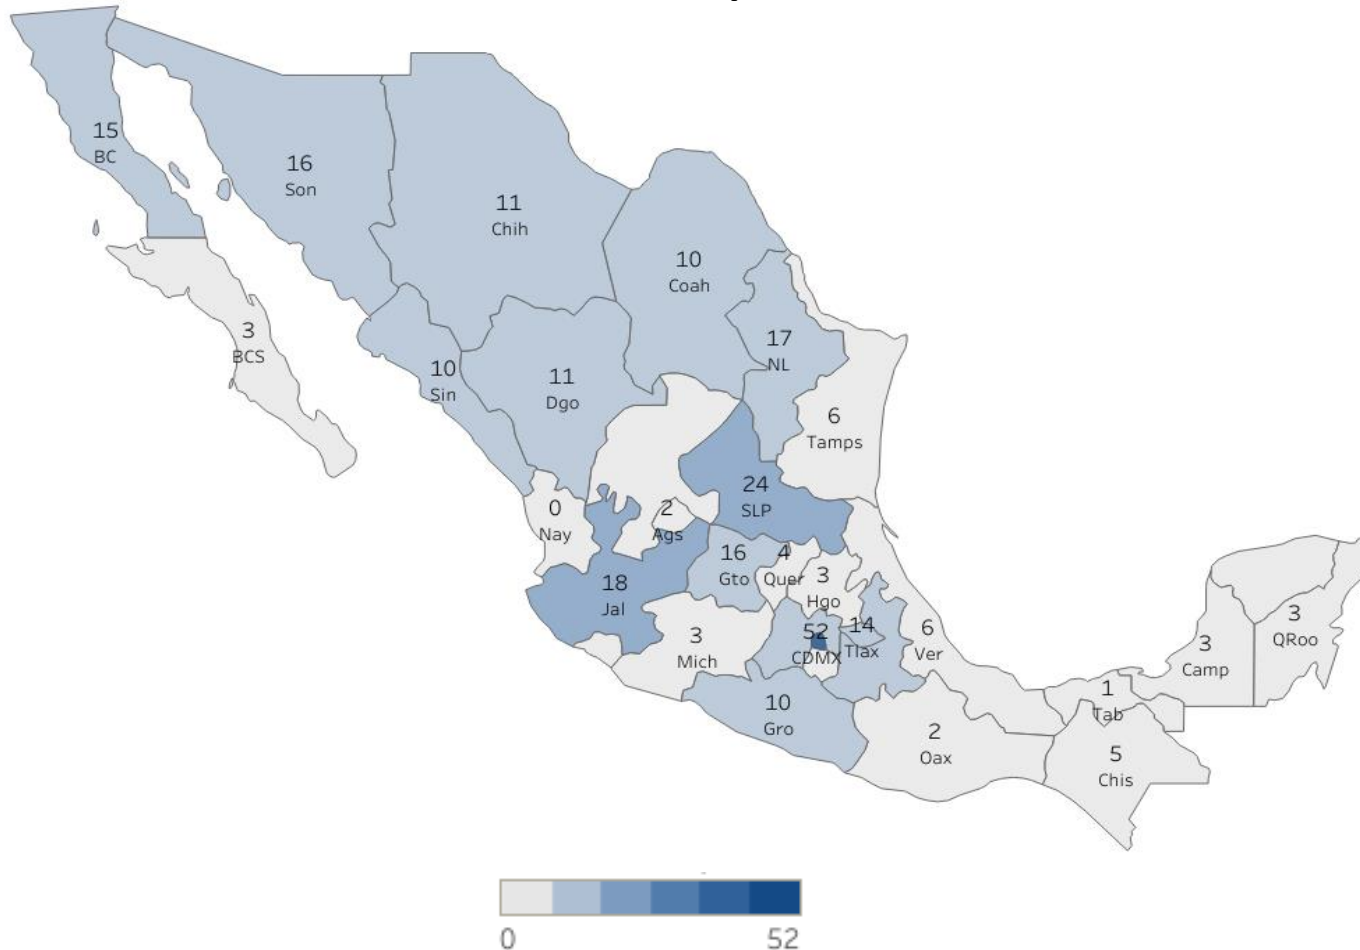 15
BC
16
Son
11
Chih
10
Coah
3
BCS
17
NL
10
Sin
11
Dgo
6
Tamps
24
SLP
0
Nay
2
Ags
16
Gto
4
Quer
3
Hgo
18
Jal
3
Mich
52
CDMX
14
Tlax
6
Ver
3
Camp
3
QRoo
10
Gro
2
Oax
1
Tab
5
Chis
0
52